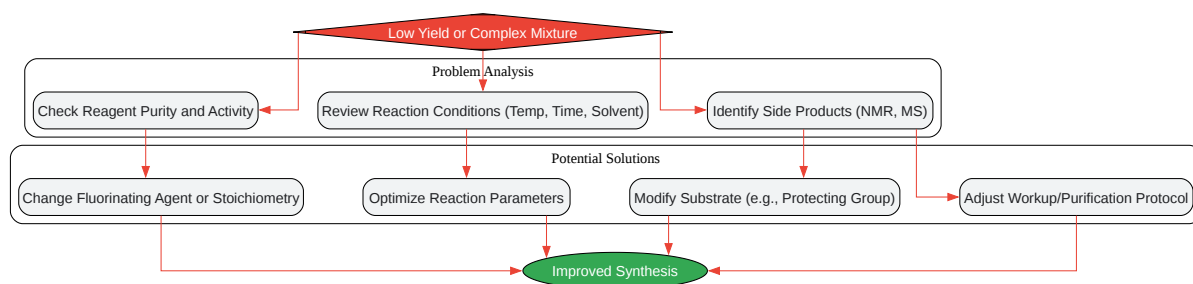 Low Yield or Complex Mixture
Problem Analysis
Check Reagent Purity and Activity
Review Reaction Conditions (Temp, Time, Solvent)
Identify Side Products (NMR, MS)
Potential Solutions
Change Fluorinating Agent or Stoichiometry
Optimize Reaction Parameters
Modify Substrate (e.g., Protecting Group)
Adjust Workup/Purification Protocol
Improved Synthesis